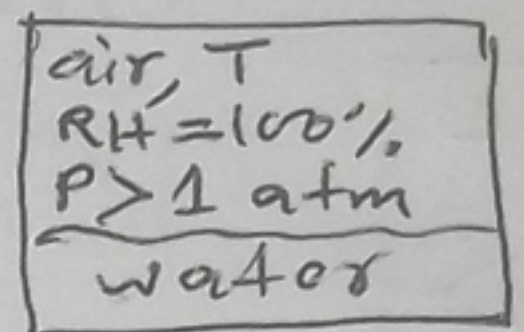 air, T
RH = 100%
P > 1 atm
water